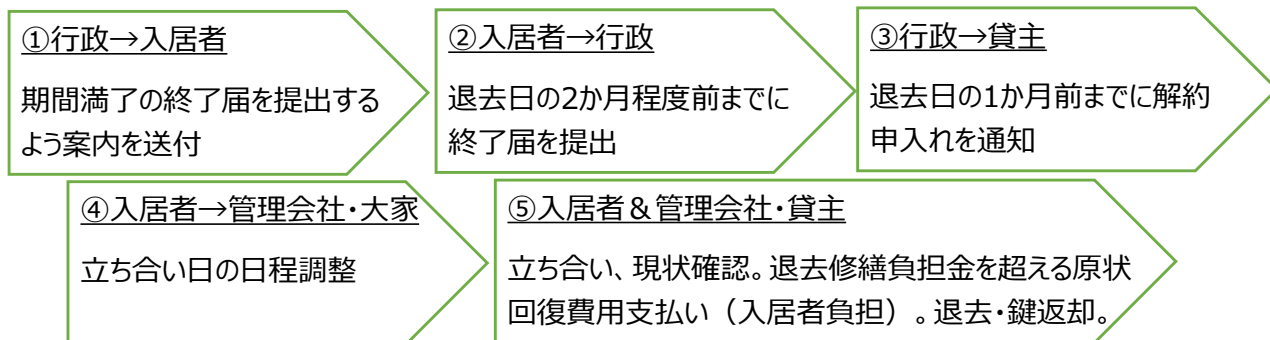 ①行政→入居者
期間満了の終了届を提出する
よう案内を送付
②入居者→行政
退去日の2か月程度前までに
終了届を提出
③行政→貸主
退去日の1か月前までに解約
申入れを通知
④入居者→管理会社・大家
立ち合い日の日程調整
⑤入居者＆管理会社・貸主
立ち合い、現状確認。退去修繕負担金を超える原状
回復費用支払い（入居者負担）。退去・鍵返却。